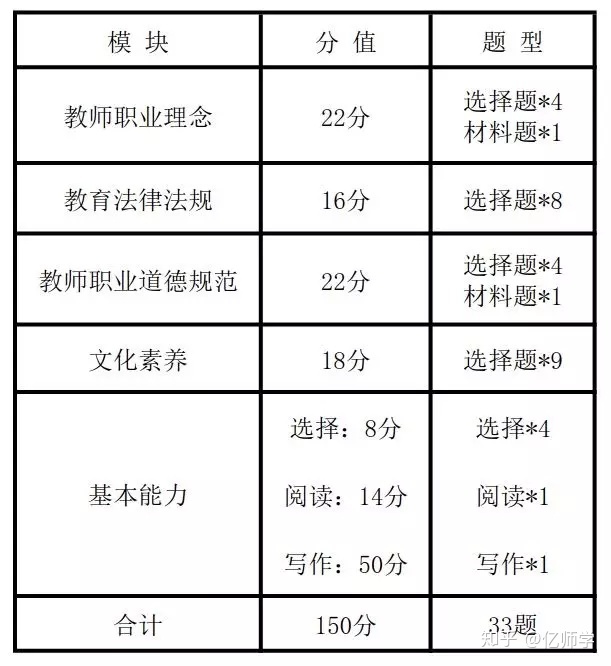 模 块 分 值 题 型
教师职业理念 22分 选择题*4
材料题*1
教育法律法规 16分 选择题*8
教师职业道德规范 22分 选择题*4
材料题*1
文化素养 18分 选择题*9
基本能力 选择：8分 选择*4
阅读：14分 阅读*1
写作：50分 写作*1
合计 150分 33题
知乎 @亿师学